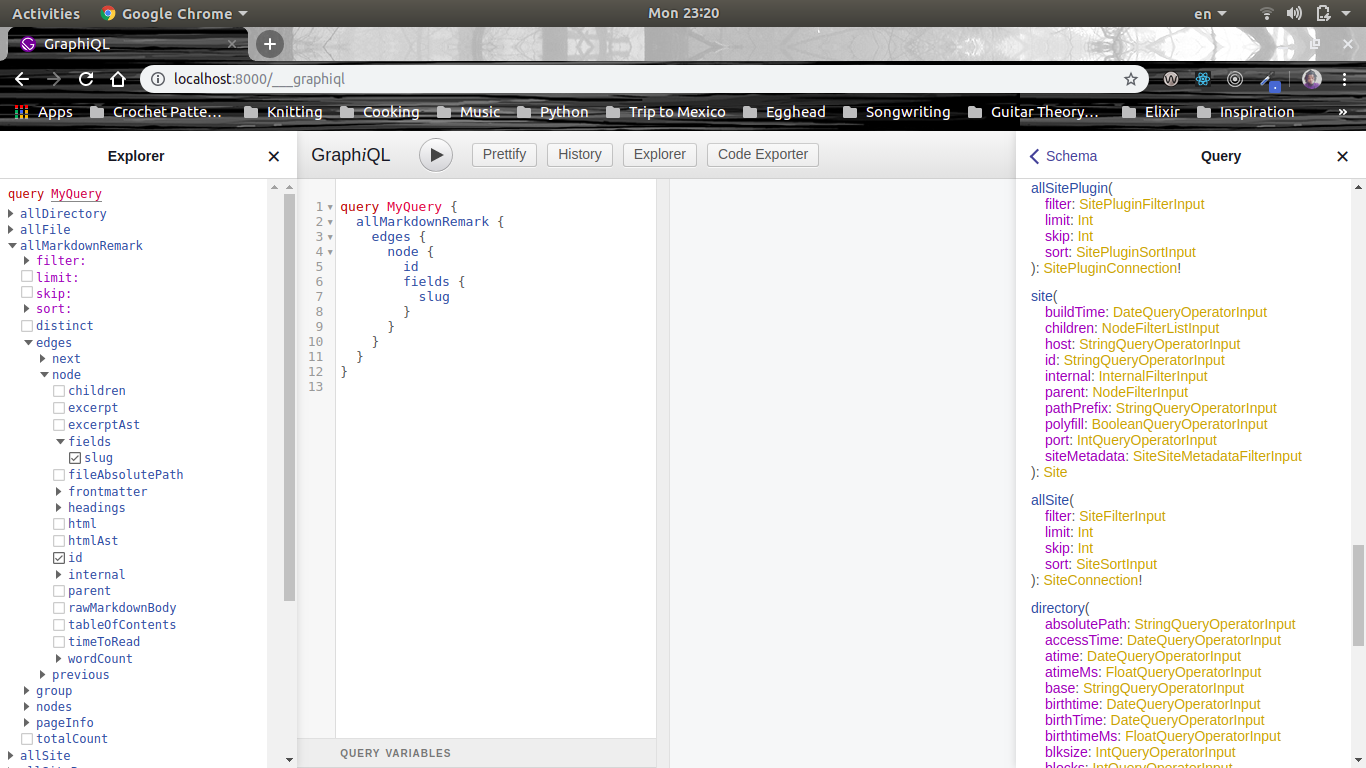 Activities Google Chrome Mon 23:20 en
GraphiQL
localhost:8000/___graphiql
Apps Crochet Patte… Knitting Cooking Music Python Trip to Mexico Egghead Songwriting Guitar Theory… Elixir Inspiration »
Explorer
query MyQuery
allDirectory
allFile
allMarkdownRemark
filter:
limit:
skip:
sort:
distinct
edges
next
node
children
excerpt
excerptAst
fields
slug
fileAbsolutePath
frontmatter
headings
html
htmlAst
id
internal
parent
rawMarkdownBody
tableOfContents
timeToRead
wordCount
previous
group
nodes
pageInfo
totalCount
allSite
GraphiQL Prettify History Explorer Code Exporter
1 query MyQuery {
2 allMarkdownRemark {
3 edges {
4 node {
5 id
6 fields {
7 slug
8 }
9 }
10 }
11 }
12 }
13
QUERY VARIABLES
Schema Query
allSitePlugin(
filter: SitePluginFilterInput
limit: Int
skip: Int
sort: SitePluginSortInput
): SitePluginConnection!
site(
buildTime: DateQueryOperatorInput
children: NodeFilterListInput
host: StringQueryOperatorInput
id: StringQueryOperatorInput
internal: InternalFilterInput
parent: NodeFilterInput
pathPrefix: StringQueryOperatorInput
polyfill: BooleanQueryOperatorInput
port: IntQueryOperatorInput
siteMetadata: SiteSiteMetadataFilterInput
): Site
allSite(
filter: SiteFilterInput
limit: Int
skip: Int
sort: SiteSortInput
): SiteConnection!
directory(
absolutePath: StringQueryOperatorInput
accessTime: DateQueryOperatorInput
atime: DateQueryOperatorInput
atimeMs: FloatQueryOperatorInput
base: StringQueryOperatorInput
birthtime: DateQueryOperatorInput
birthTime: DateQueryOperatorInput
birthtimeMs: FloatQueryOperatorInput
blksize: IntQueryOperatorInput
blocks: IntQueryOperatorInput